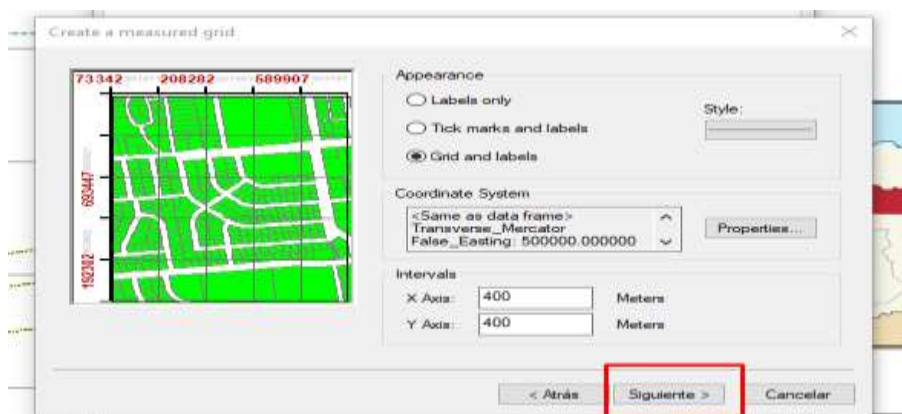 Create a measured grid
73342 208282 589907
693447
192302
Appearance
Labels only
Tick marks and labels
Grid and labels
Style:
Coordinate System
<Same as data frame>
Transverse_Mercator
False_Easting: 500000.000000
Properties...
Intervals
X Axis: 400 Meters
Y Axis: 400 Meters
< Atrás Siguiente > Cancelar